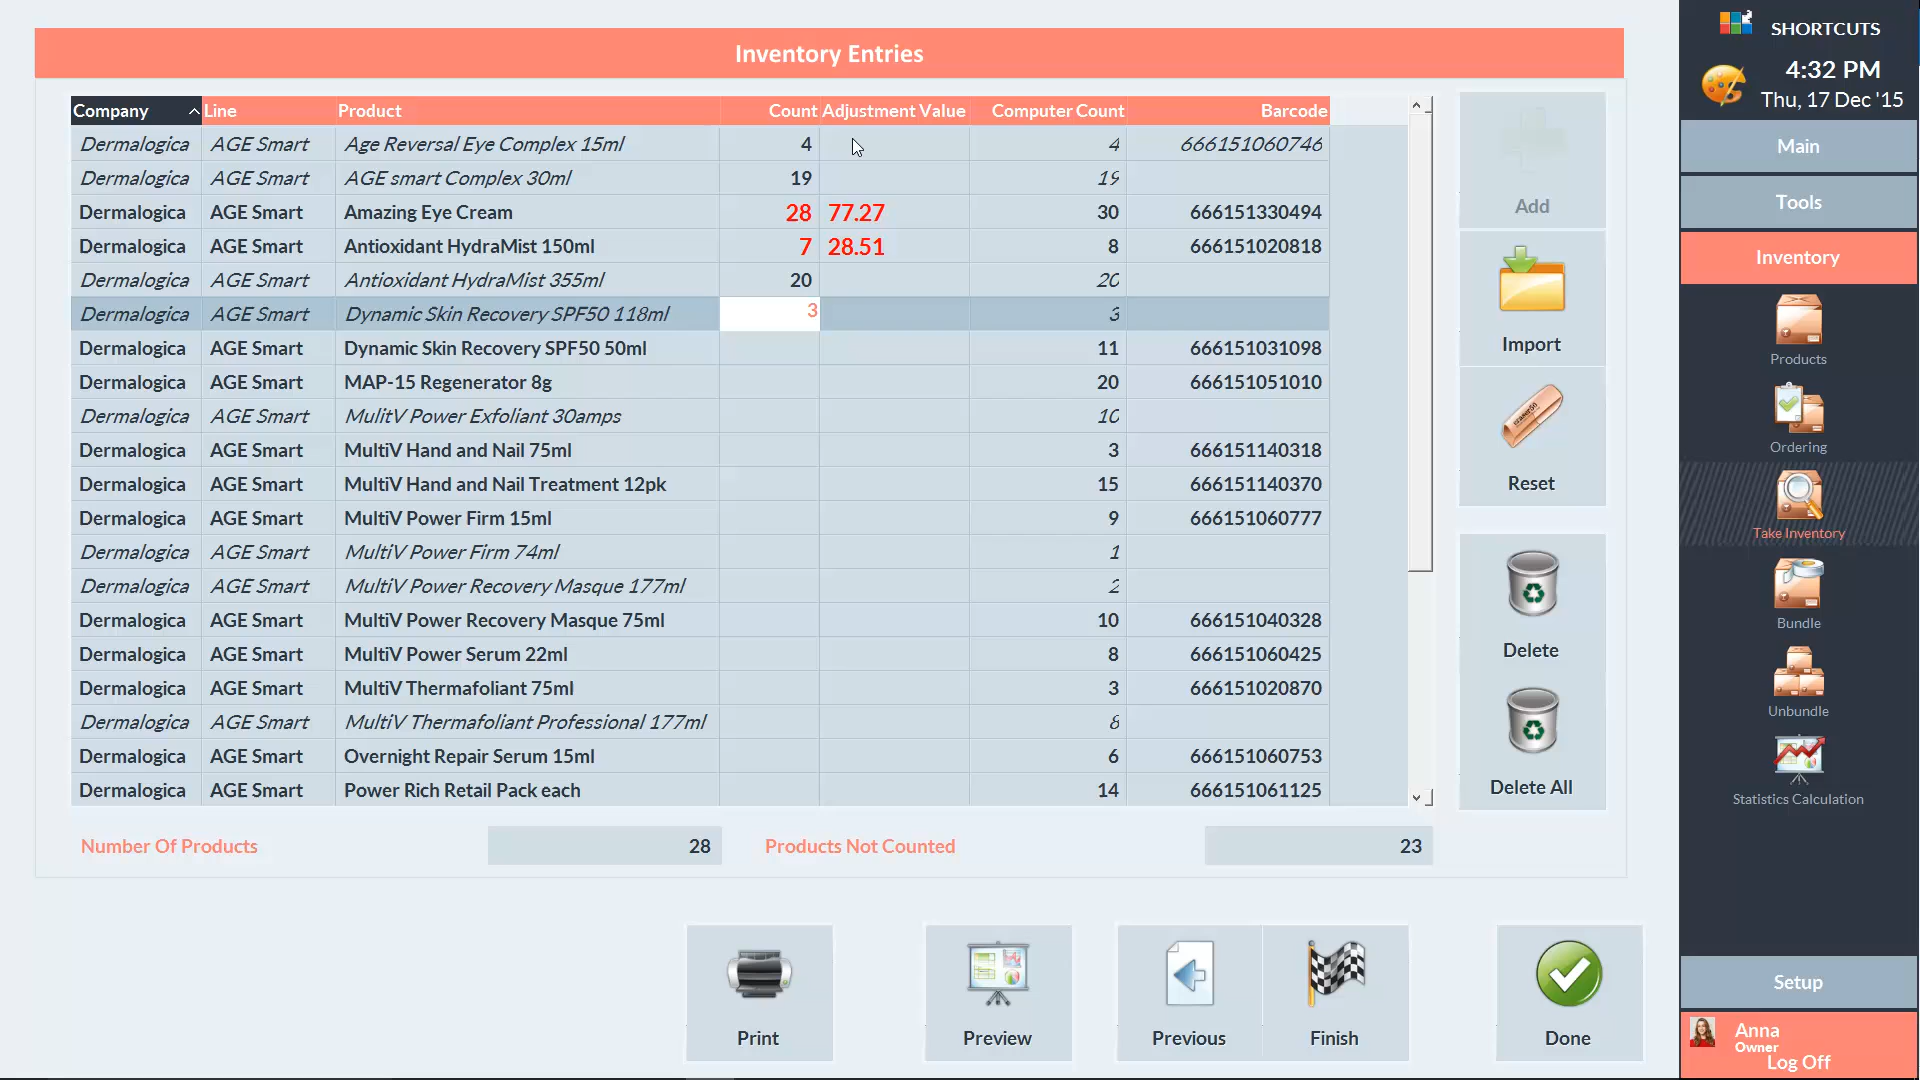 Inventory Entries
Company Line Product Count Adjustment Value Computer Count Barcode
Dermalogica AGE Smart Age Reversal Eye Complex 15ml 4 4 666151060746
Dermalogica AGE Smart AGE smart Complex 30ml 19 19
Dermalogica AGE Smart Amazing Eye Cream 28 77.27 30 666151330494
Dermalogica AGE Smart Antioxidant HydraMist 150ml 7 28.51 8 666151020818
Dermalogica AGE Smart Antioxidant HydraMist 355ml 20 20
Dermalogica AGE Smart Dynamic Skin Recovery SPF50 118ml 3 3
Dermalogica AGE Smart Dynamic Skin Recovery SPF50 50ml 11 666151031098
Dermalogica AGE Smart MAP-15 Regenerator 8g 20 666151051010
Dermalogica AGE Smart MulitV Power Exfoliant 30amps 10
Dermalogica AGE Smart MultiV Hand and Nail 75ml 3 666151140318
Dermalogica AGE Smart MultiV Hand and Nail Treatment 12pk 15 666151140370
Dermalogica AGE Smart MultiV Power Firm 15ml 9 666151060777
Dermalogica AGE Smart MultiV Power Firm 74ml 1
Dermalogica AGE Smart MultiV Power Recovery Masque 177ml 2
Dermalogica AGE Smart MultiV Power Recovery Masque 75ml 10 666151040328
Dermalogica AGE Smart MultiV Power Serum 22ml 8 666151060425
Dermalogica AGE Smart MultiV Thermafoliant 75ml 3 666151020870
Dermalogica AGE Smart MultiV Thermafoliant Professional 177ml 8
Dermalogica AGE Smart Overnight Repair Serum 15ml 6 666151060753
Dermalogica AGE Smart Power Rich Retail Pack each 14 666151061125
Number Of Products 28 Products Not Counted 23
Add
Import
Reset
Delete
Delete All
Print Preview Previous Finish Done
SHORTCUTS
4:32 PM
Thu, 17 Dec '15
Main
Tools
Inventory
Products
Ordering
Take Inventory
Bundle
Unbundle
Statistics Calculation
Setup
Anna
Owner
Log Off